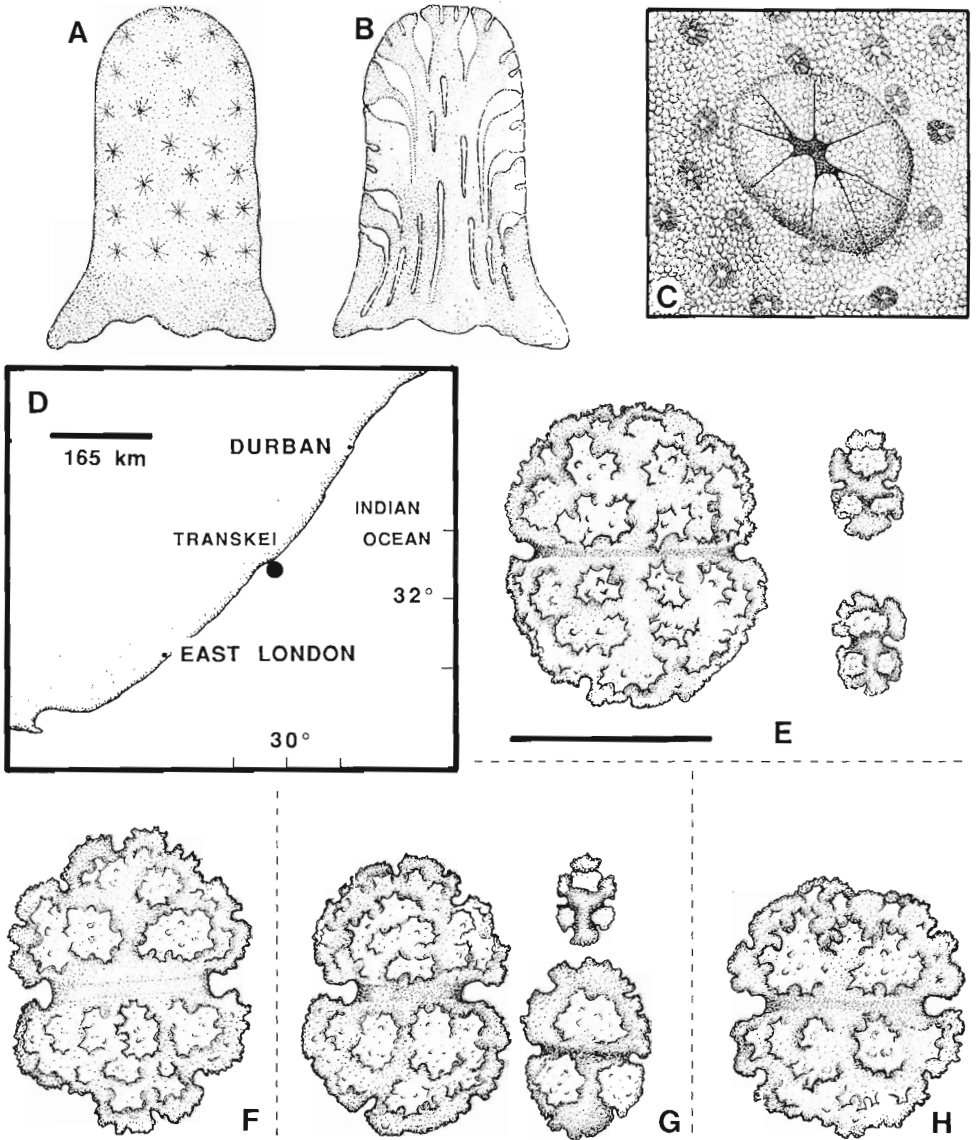 A
B
C
D
165 km
DURBAN
INDIAN
OCEAN
TRANSKEI
32°
EAST LONDON
30°
E
F
G
H